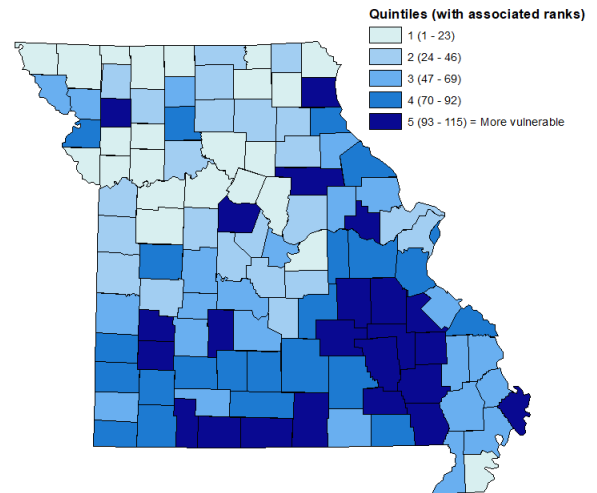 Quintiles (with associated ranks)
1 (1 - 23)
2 (24 - 46)
3 (47 - 69)
4 (70 - 92)
5 (93 - 115) = More vulnerable